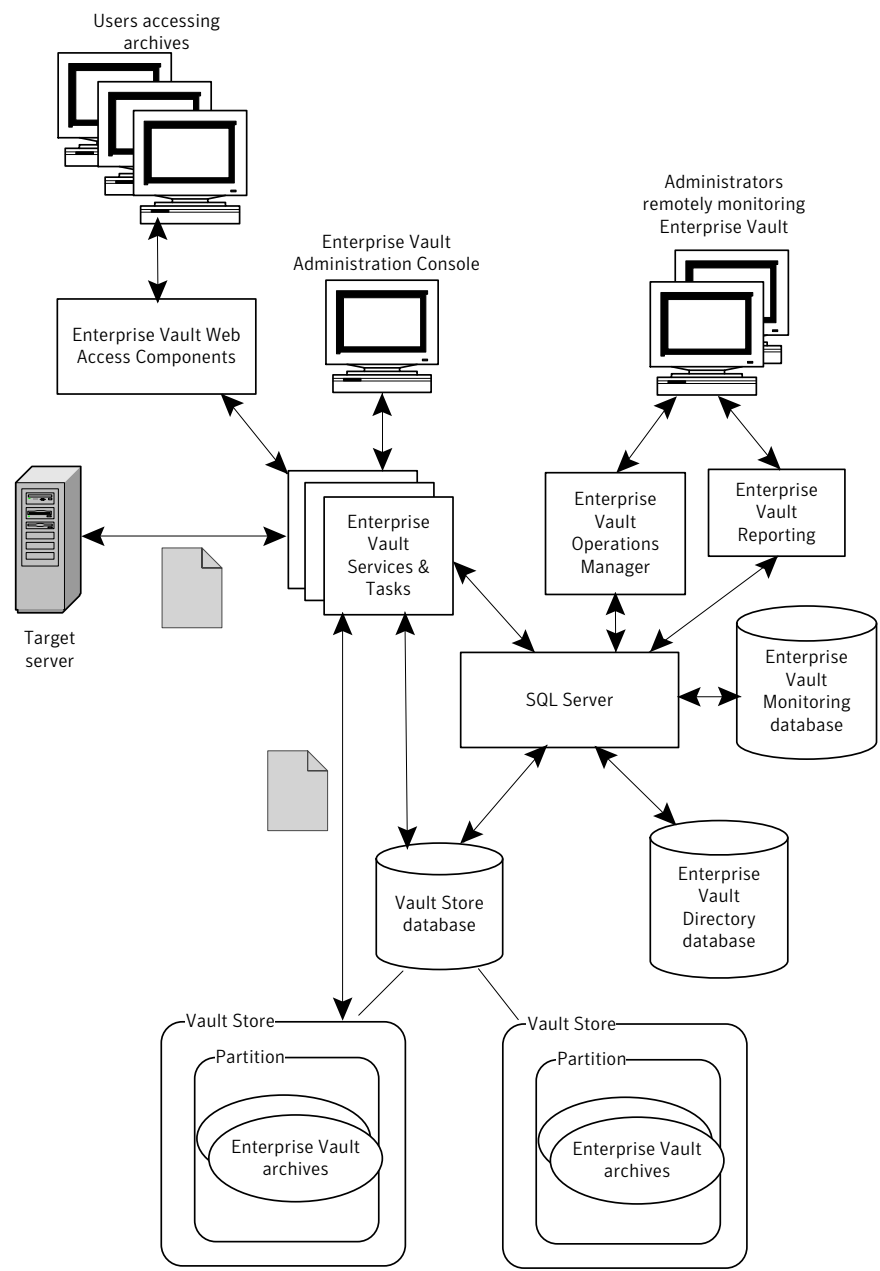 Users accessing
archives
Administrators
remotely monitoring
Enterprise Vault
Enterprise Vault
Administration Console
Enterprise Vault Web
Access Components
Enterprise
Vault
Services &
Tasks
Enterprise
Vault
Operations
Manager
Enterprise
Vault
Reporting
Target
server
SQL Server
Enterprise
Vault
Monitoring
database
Vault Store
database
Enterprise
Vault
Directory
database
Vault Store
Partition
Enterprise Vault
archives
Vault Store
Partition
Enterprise Vault
archives